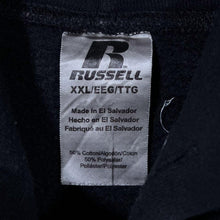 R
RUSSELL
XXL/EEG/TTG
Made in El Salvador
Hecho en El Salvador
Fabriqué au El Salvador
50% Cotton/Algodon/Coton
50% Polyester/
Poliéster/Polyester